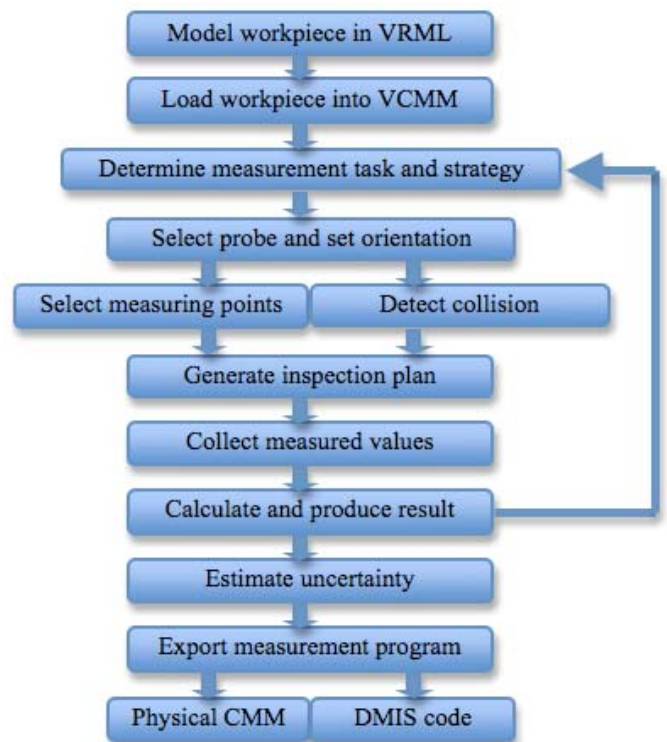 Model workpiece in VRML
Load workpiece into VCMM
Determine measurement task and strategy
Select probe and set orientation
Select measuring points
Detect collision
Generate inspection plan
Collect measured values
Calculate and produce result
Estimate uncertainty
Export measurement program
Physical CMM
DMIS code